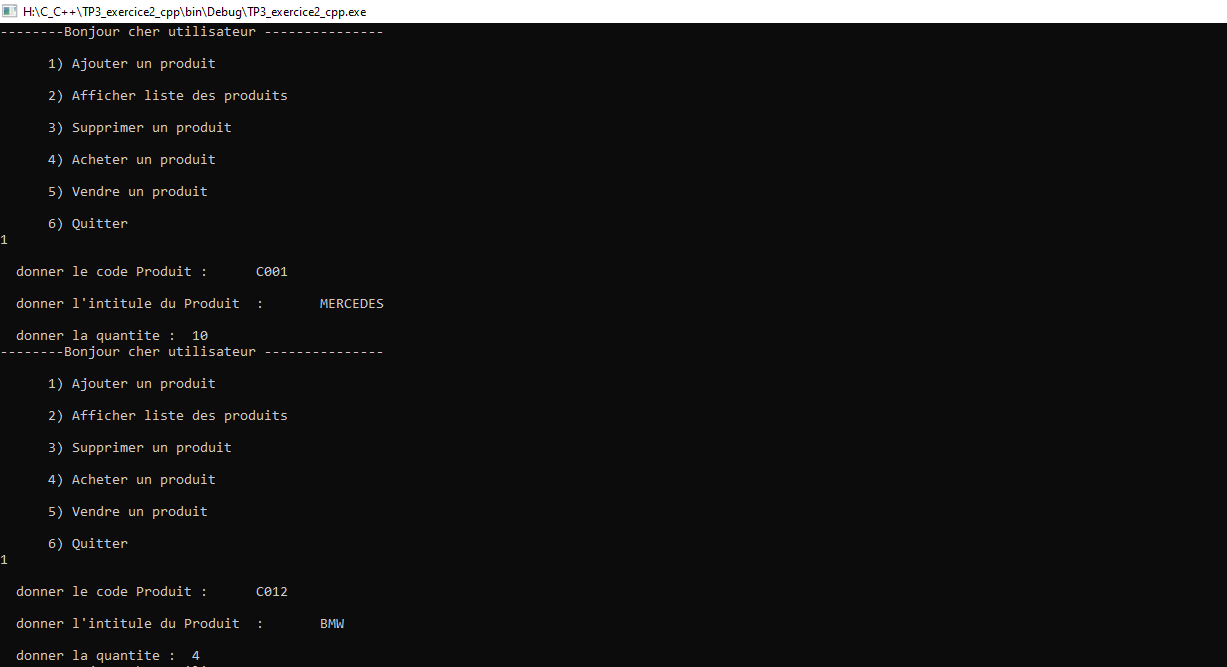 H:\C_C++\TP3_exercice2_cpp\bin\Debug\TP3_exercice2_cpp.exe
--------Bonjour cher utilisateur ---------------
1) Ajouter un produit
2) Afficher liste des produits
3) Supprimer un produit
4) Acheter un produit
5) Vendre un produit
6) Quitter
1
donner le code Produit : C001
donner l'intitule du Produit : MERCEDES
donner la quantite : 10
--------Bonjour cher utilisateur ---------------
1) Ajouter un produit
2) Afficher liste des produits
3) Supprimer un produit
4) Acheter un produit
5) Vendre un produit
6) Quitter
1
donner le code Produit : C012
donner l'intitule du Produit : BMW
donner la quantite : 4